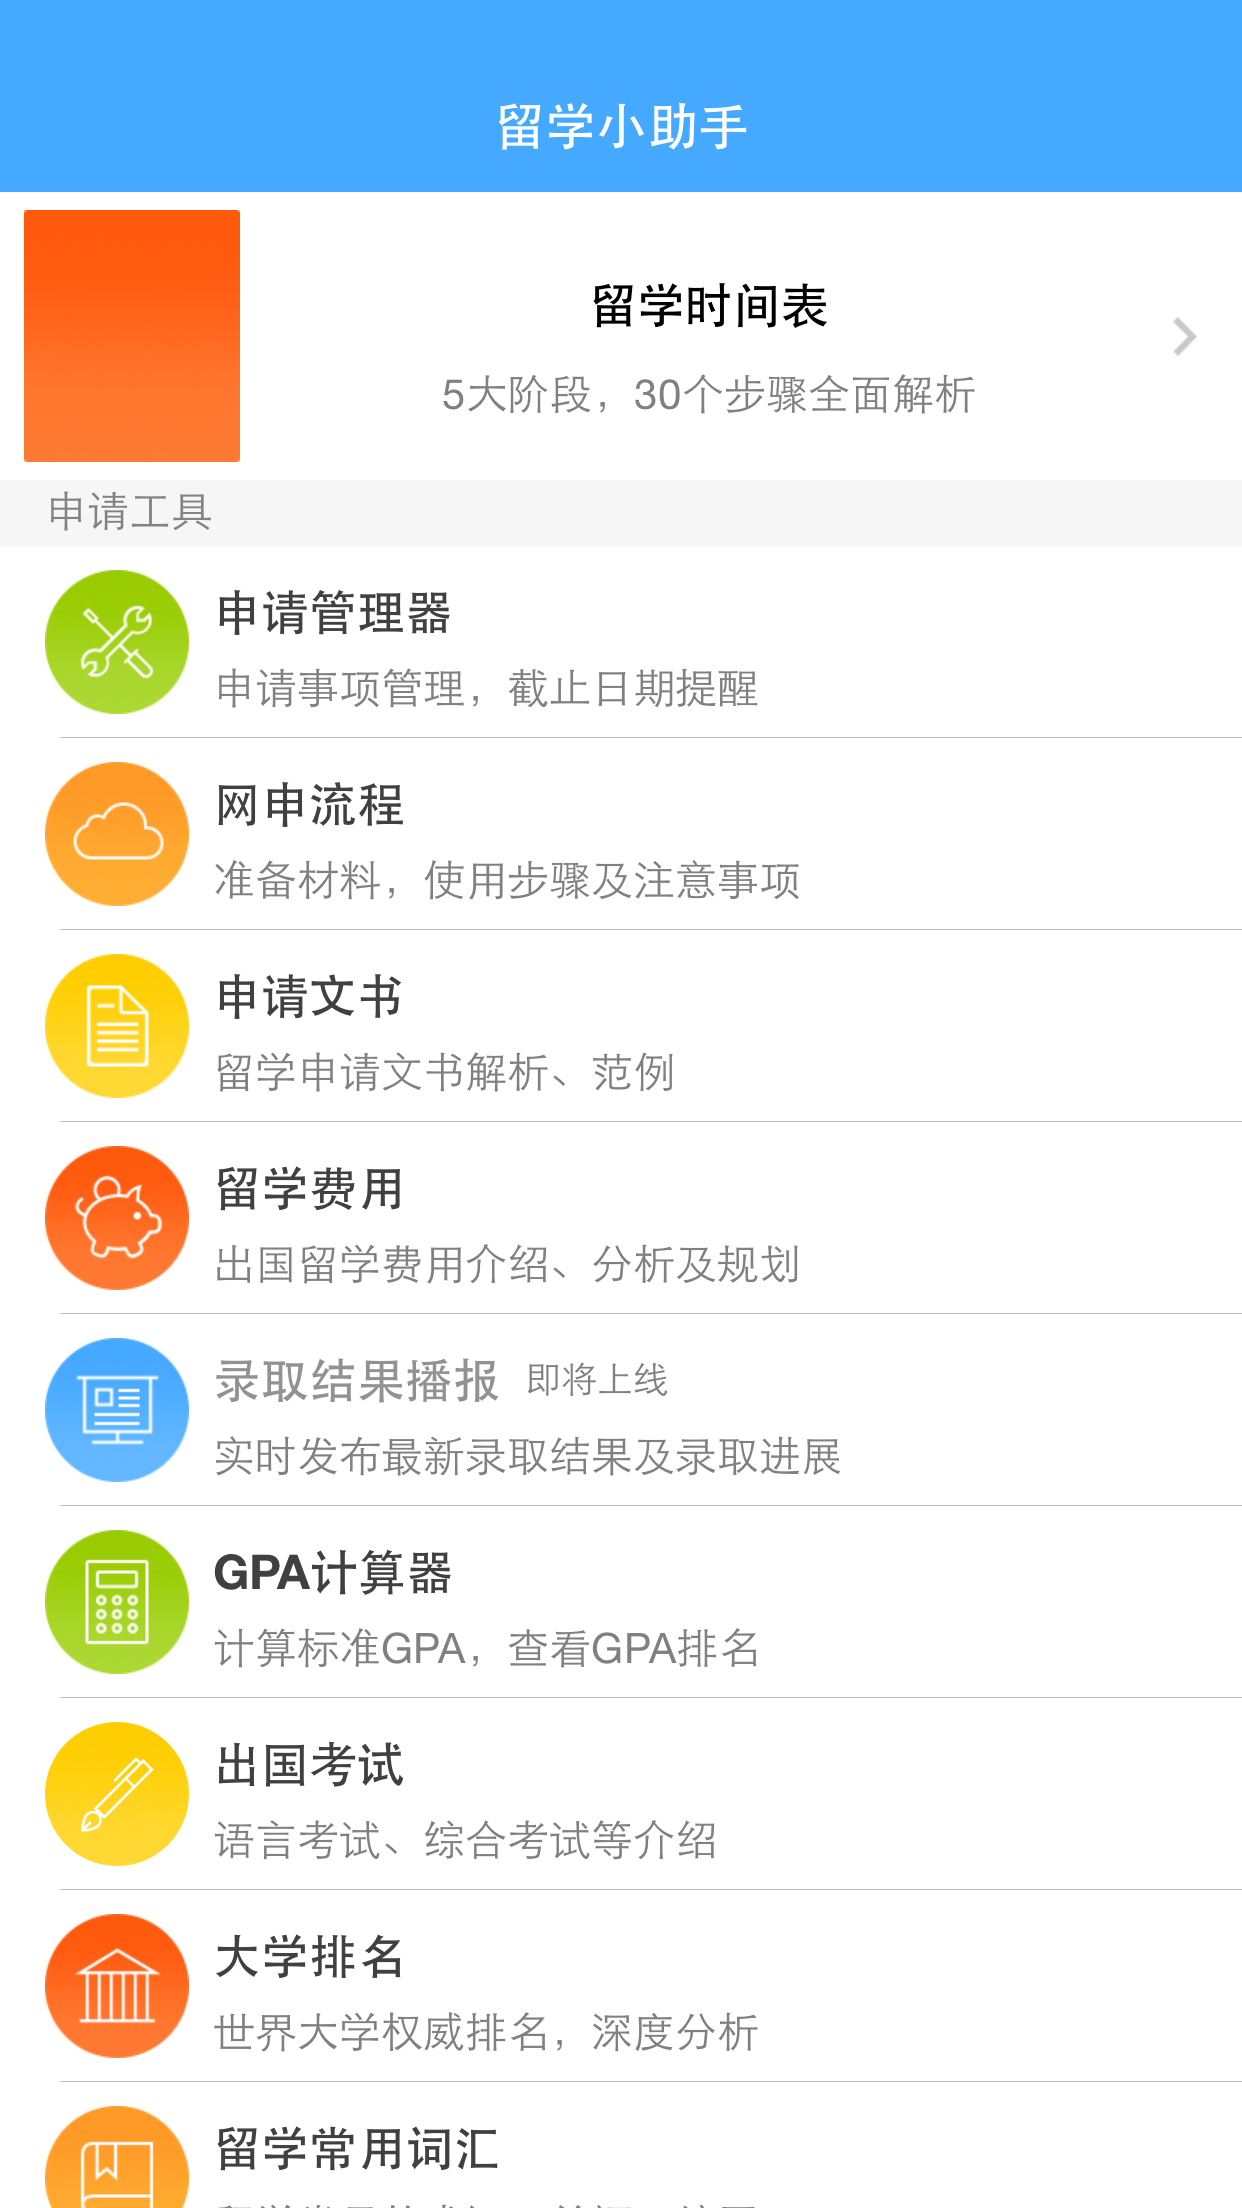 留学小助手
留学时间表
5大阶段，30个步骤全面解析
申请工具
申请管理器
申请事项管理，截止日期提醒
网申流程
准备材料，使用步骤及注意事项
申请文书
留学申请文书解析、范例
留学费用
出国留学费用介绍、分析及规划
录取结果播报 即将上线
实时发布最新录取结果及录取进展
GPA计算器
计算标准GPA，查看GPA排名
出国考试
语言考试、综合考试等介绍
大学排名
世界大学权威排名，深度分析
留学常用词汇